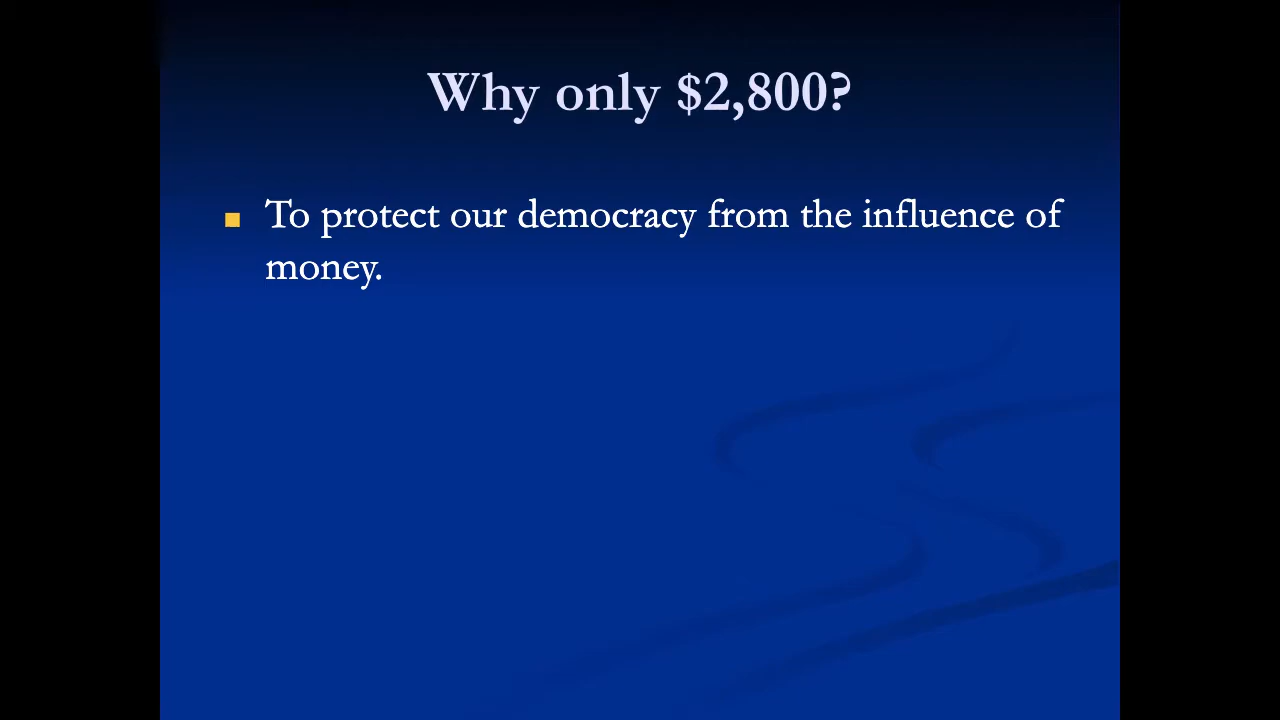 Why only $2,800?
To protect our democracy from the influence of
money.